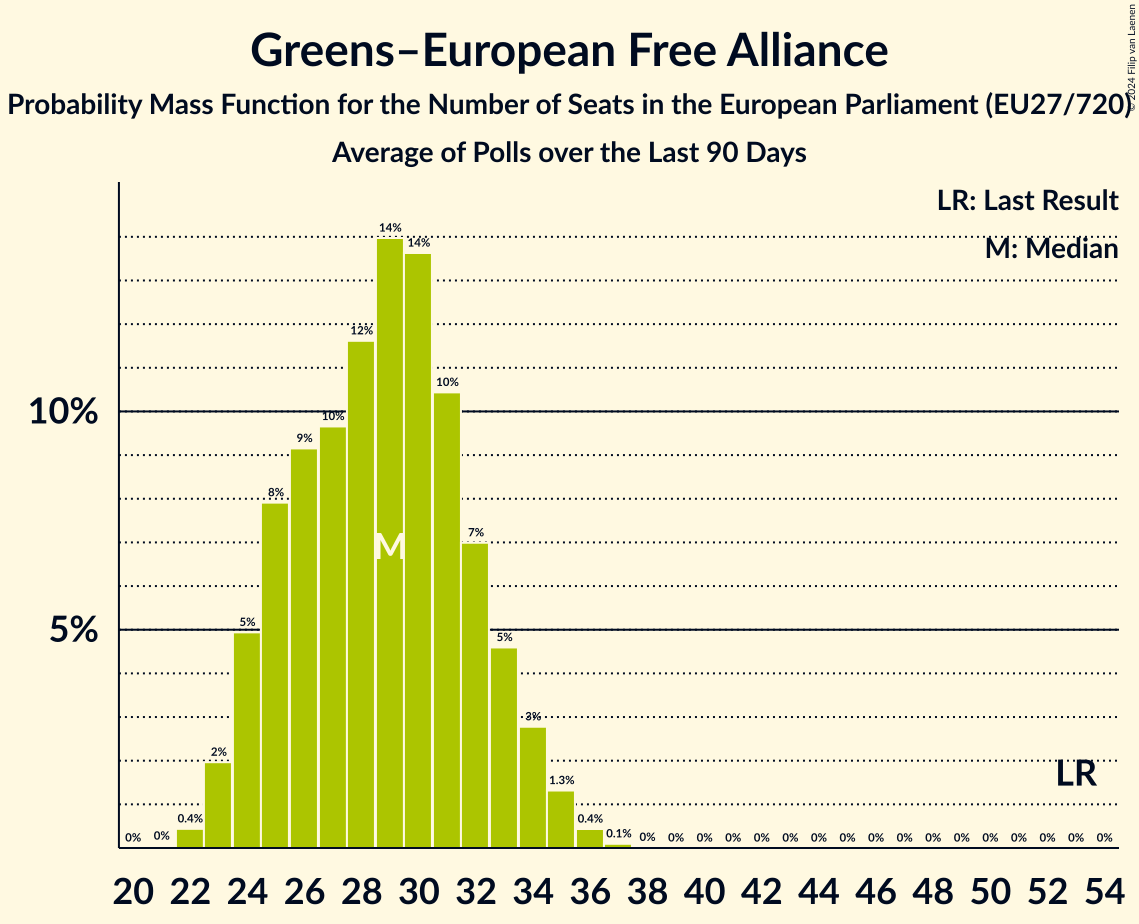 Greens–European Free Alliance
Probability Mass Function for the Number of Seats in the European Parliament (EU27/720)
Average of Polls over the Last 90 Days
© 2024 Filip van Laenen
LR: Last Result
M: Median
10%
5%
0% 0% 0.4% 2% 5% 8% 9% 10% 12% 14% 14% 10% 7% 5% 3% 1.3% 0.4% 0.1% 0% 0% 0% 0% 0% 0% 0% 0% 0% 0% 0% 0% 0% 0% 0% 0% 0%
M
LR
20 22 24 26 28 30 32 34 36 38 40 42 44 46 48 50 52 54